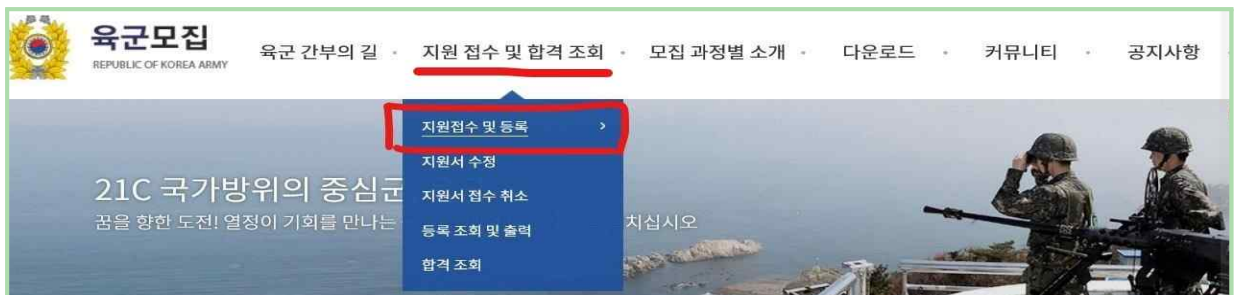 육군모집
REPUBLIC OF KOREA ARMY
육군 간부의 길 · 지원 접수 및 합격 조회 · 모집 과정별 소개 · 다운로드 · 커뮤니티 · 공지사항
지원접수 및 등록 >
지원서 수정
지원서 접수 취소
등록 조회 및 출력
합격 조회
21C 국가방위의 중심군
꿈을 향한 도전! 열정이 기회를 만나는 치십시오